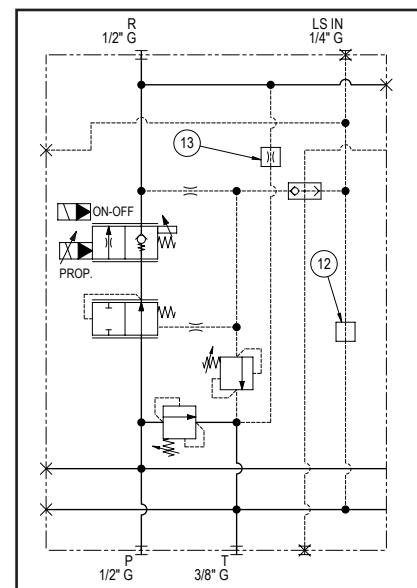 R
1/2" G
LS IN
1/4" G
13
ON-OFF
PROP.
12
P
1/2" G
T
3/8" G